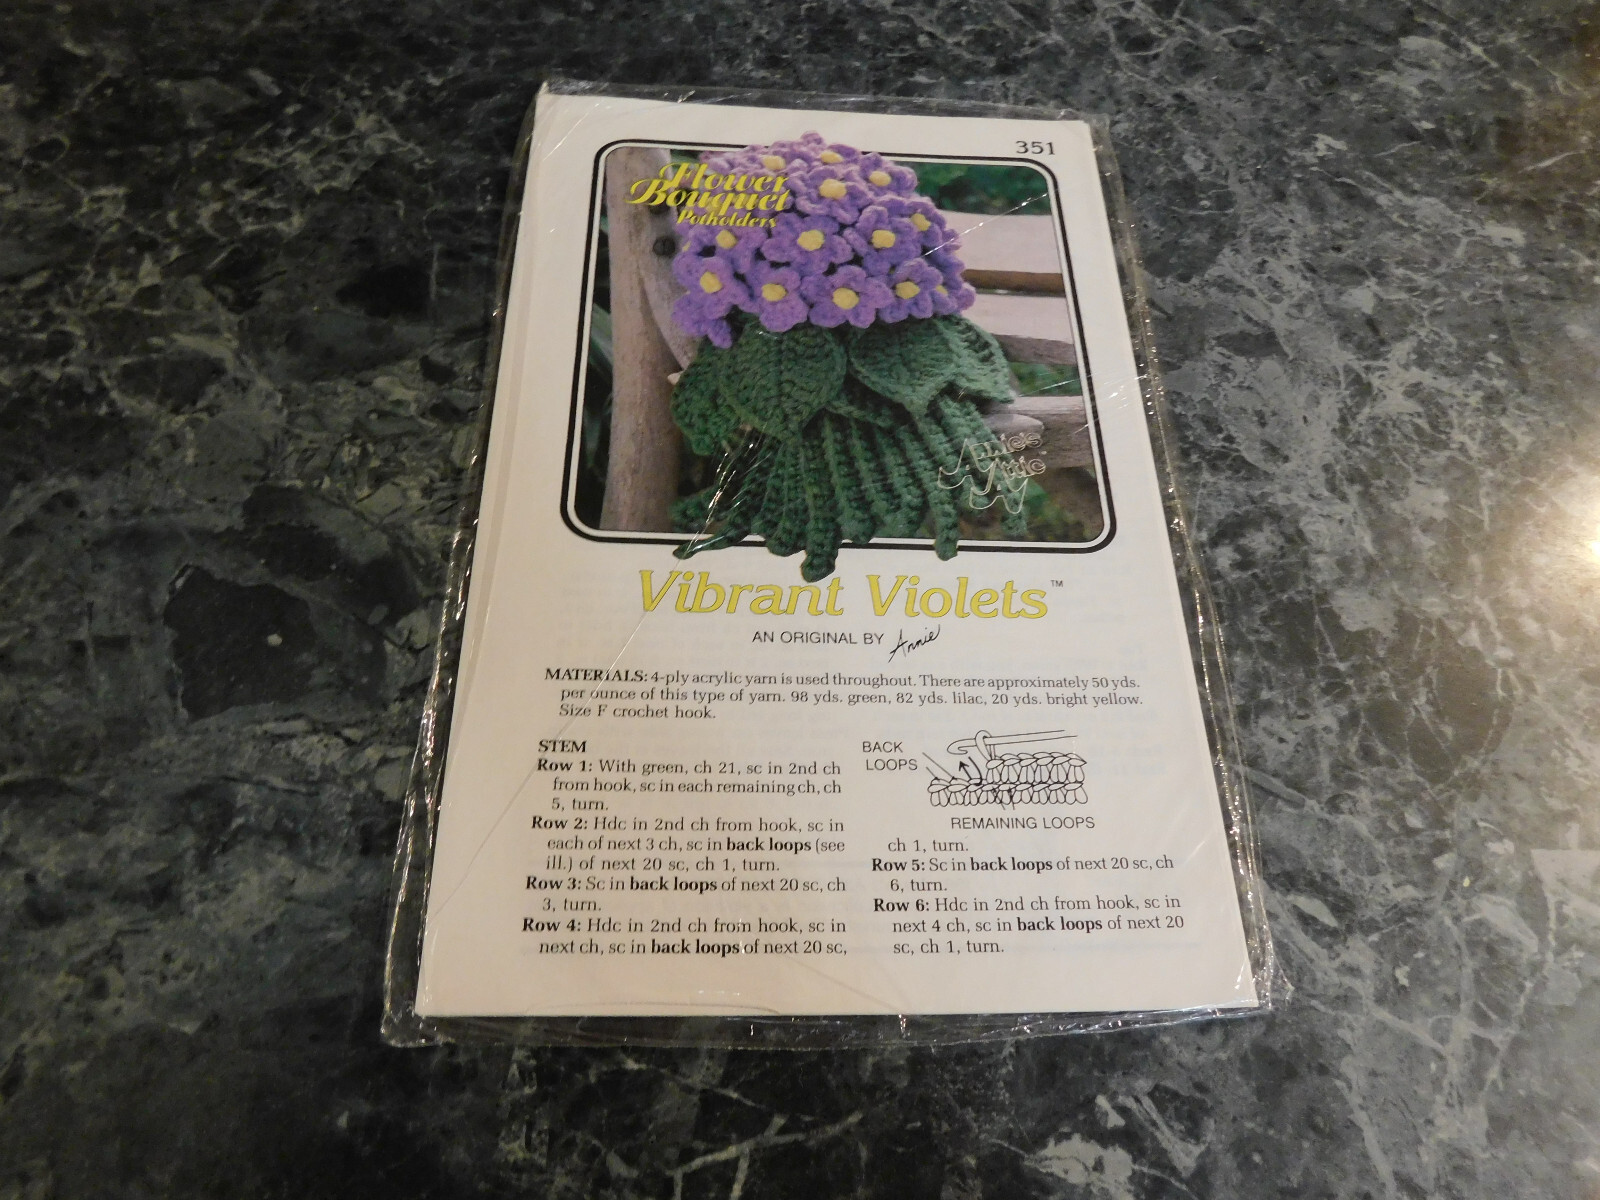 351
Flower
Bouquet
Potholders
Annie's
Attic™
Vibrant Violets™
AN ORIGINAL BY Annie
MATERIALS: 4-ply acrylic yarn is used throughout. There are approximately 50 yds.
per ounce of this type of yarn. 98 yds. green, 82 yds. lilac, 20 yds. bright yellow.
Size F crochet hook.
STEM
Row 1: With green, ch 21, sc in 2nd ch
from hook, sc in each remaining ch, ch
5, turn.
Row 2: Hdc in 2nd ch from hook, sc in
each of next 3 ch, sc in back loops (see
ill.) of next 20 sc, ch 1, turn.
Row 3: Sc in back loops of next 20 sc, ch
3, turn.
Row 4: Hdc in 2nd ch from hook, sc in
next ch, sc in back loops of next 20 sc,
BACK
LOOPS
REMAINING LOOPS
ch 1, turn.
Row 5: Sc in back loops of next 20 sc, ch
6, turn.
Row 6: Hdc in 2nd ch from hook, sc in
next 4 ch, sc in back loops of next 20
sc, ch 1, turn.